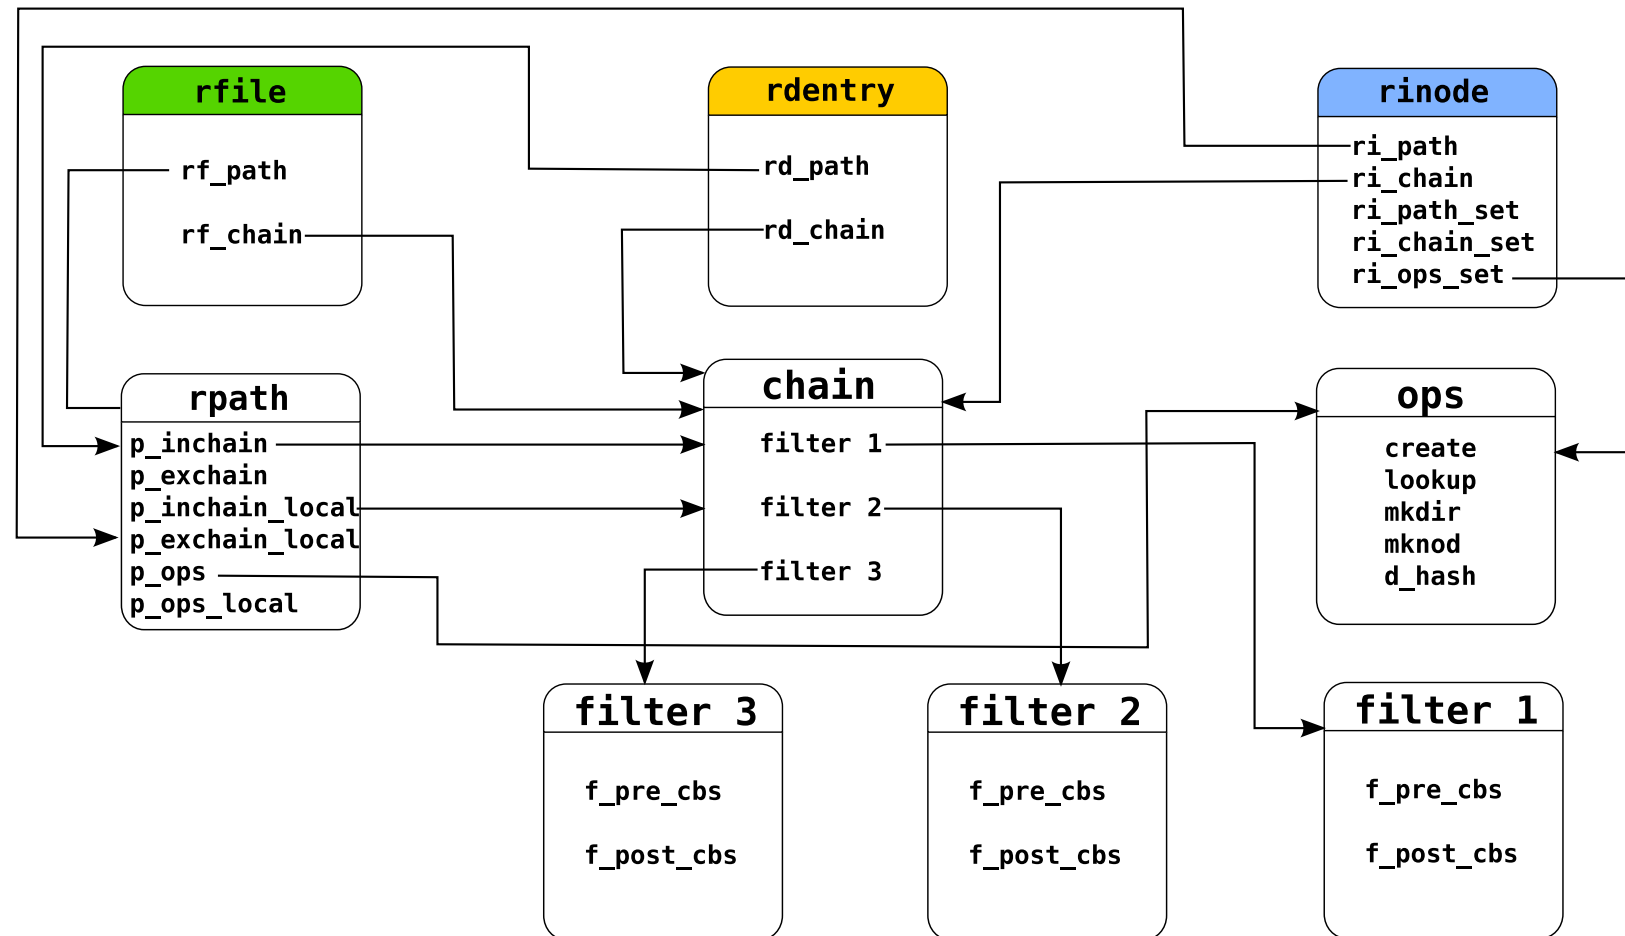 rfile
rf_path
rf_chain
rdentry
rd_path
rd_chain
rinode
ri_path
ri_chain
ri_path_set
ri_chain_set
ri_ops_set
rpath
p_inchain
p_exchain
p_inchain_local
p_exchain_local
p_ops
p_ops_local
chain
filter 1
filter 2
filter 3
ops
create
lookup
mkdir
mknod
d_hash
filter 3
f_pre_cbs
f_post_cbs
filter 2
f_pre_cbs
f_post_cbs
filter 1
f_pre_cbs
f_post_cbs